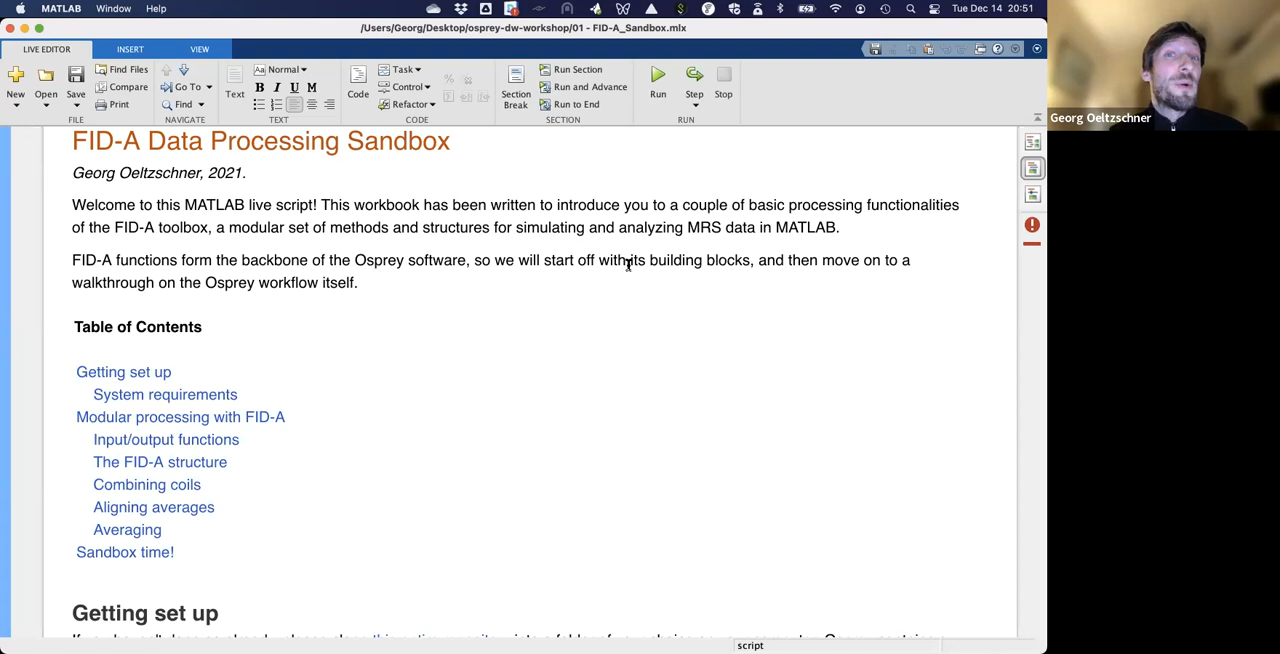 MATLAB Window Help Tue Dec 14 20:51
/Users/Georg/Desktop/osprey-dw-workshop/01 - FID-A_Sandbox.mlx
LIVE EDITOR INSERT VIEW
New Open Save Find Files Compare Print
FILE
Go To Find
NAVIGATE
Text Aa Normal B I U M
TEXT
Code Task Control Refactor
CODE
Section Break Run Section Run and Advance Run to End
SECTION
Run Step Stop
RUN
Georg Oeltzschner
FID-A Data Processing Sandbox
Georg Oeltzschner, 2021.
Welcome to this MATLAB live script! This workbook has been written to introduce you to a couple of basic processing functionalities
of the FID-A toolbox, a modular set of methods and structures for simulating and analyzing MRS data in MATLAB.
FID-A functions form the backbone of the Osprey software, so we will start off with its building blocks, and then move on to a
walkthrough on the Osprey workflow itself.
Table of Contents
Getting set up
System requirements
Modular processing with FID-A
Input/output functions
The FID-A structure
Combining coils
Aligning averages
Averaging
Sandbox time!
Getting set up
script